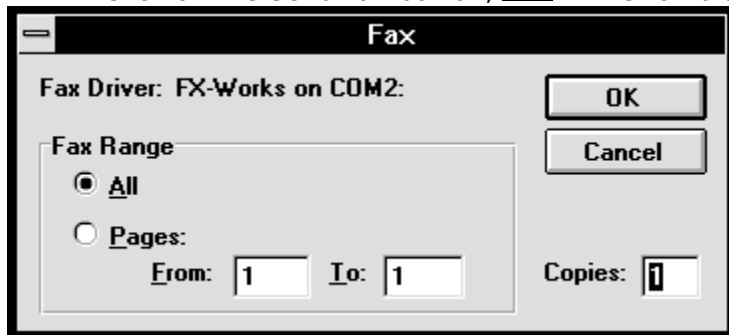 Fax
Fax Driver: FX-Works on COM2:
OK
Cancel
Fax Range
All
Pages:
From: 1 To: 1
Copies: 1